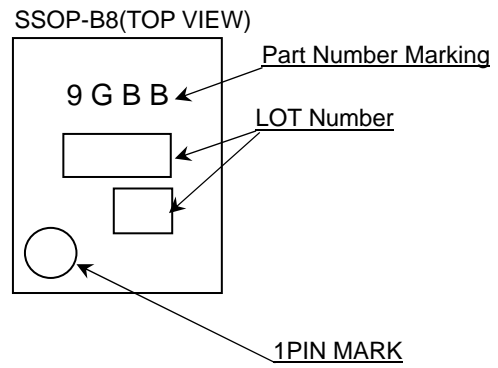 SSOP-B8(TOP VIEW)
Part Number Marking
9 G B B
LOT Number
1PIN MARK